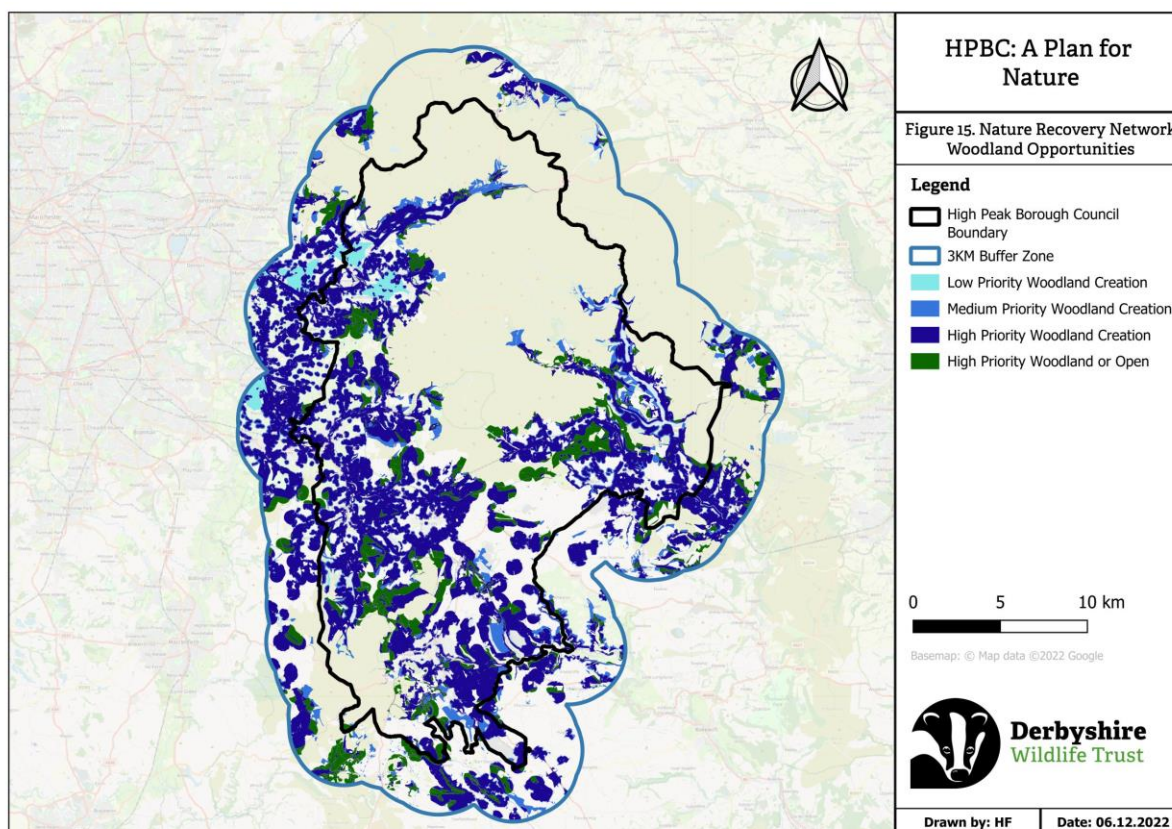 HPBC: A Plan for
Nature
Figure 15. Nature Recovery Network
Woodland Opportunities
Legend
High Peak Borough Council
Boundary
3KM Buffer Zone
Low Priority Woodland Creation
Medium Priority Woodland Creation
High Priority Woodland Creation
High Priority Woodland or Open
0 5 10 km
Basemap: © Map data ©2022 Google
Derbyshire
Wildlife Trust
Drawn by: HF Date: 06.12.2022